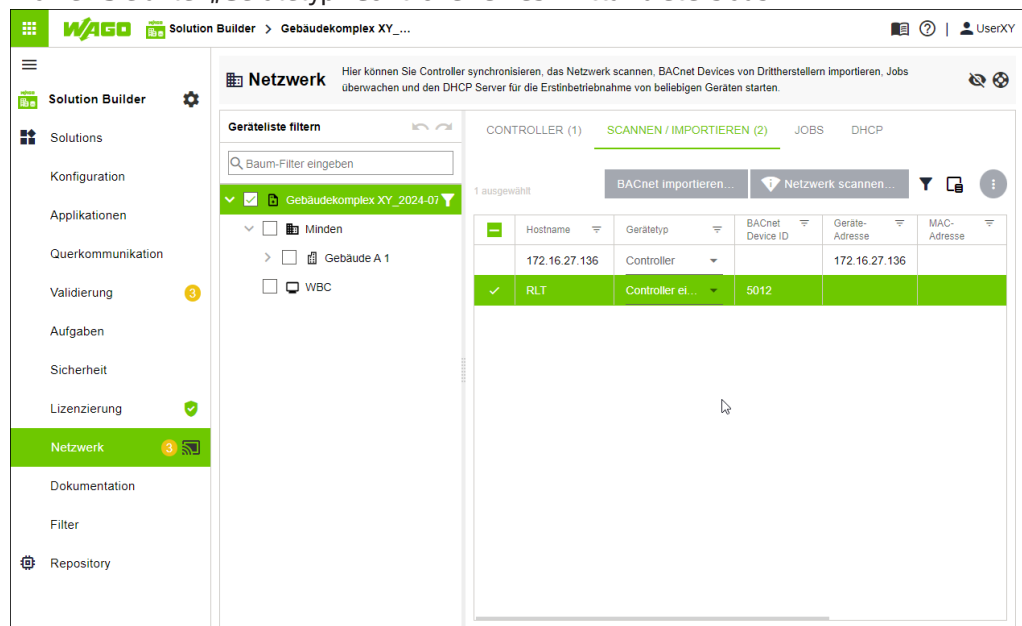 WAGO Solution Builder > Gebäudekomplex XY_... UserXY
Netzwerk
Hier können Sie Controller synchronisieren, das Netzwerk scannen, BACnet Devices von Drittherstellern importieren, Jobs
überwachen und den DHCP Server für die Erstinbetriebnahme von beliebigen Geräten starten.
Solution Builder
Solutions
Konfiguration
Applikationen
Querkommunikation
Validierung 3
Aufgaben
Sicherheit
Lizenzierung
Netzwerk 3
Dokumentation
Filter
Repository
Geräteliste filtern
Baum-Filter eingeben
Gebäudekomplex XY_2024-07
Minden
Gebäude A 1
WBC
CONTROLLER (1) SCANNEN / IMPORTIEREN (2) JOBS DHCP
1 ausgewählt BACnet importieren... Netzwerk scannen...
Hostname Gerätetyp BACnet Device ID Geräte-Adresse MAC-Adresse
172.16.27.136 Controller 172.16.27.136
RLT Controller ei... 5012